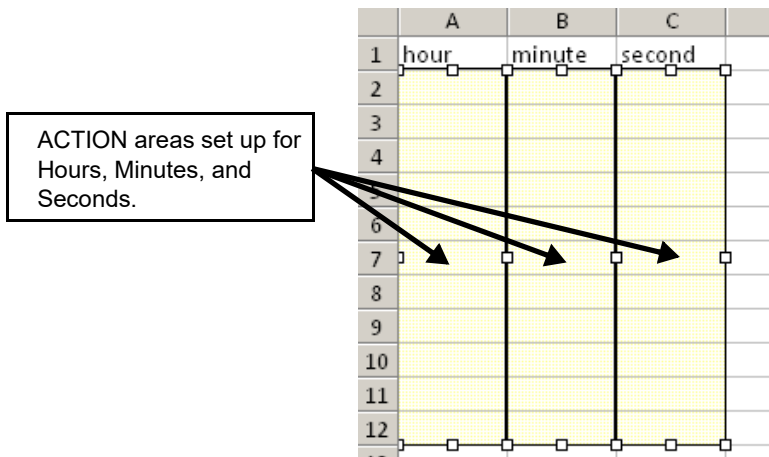 A B C
1 hour minute second
2
3
ACTION areas set up for
Hours, Minutes, and
Seconds.
4
5
6
7
8
9
10
11
12